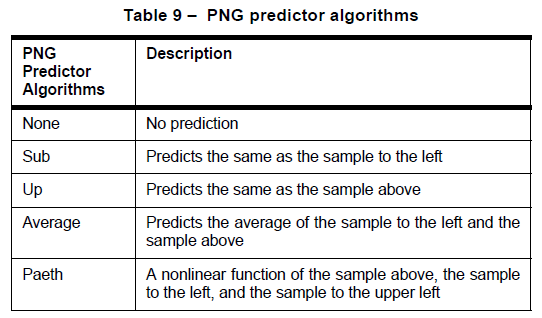 Table 9 – PNG predictor algorithms
PNG
Predictor
Algorithms
Description
None
No prediction
Sub
Predicts the same as the sample to the left
Up
Predicts the same as the sample above
Average
Predicts the average of the sample to the left and the
sample above
Paeth
A nonlinear function of the sample above, the sample
to the left, and the sample to the upper left